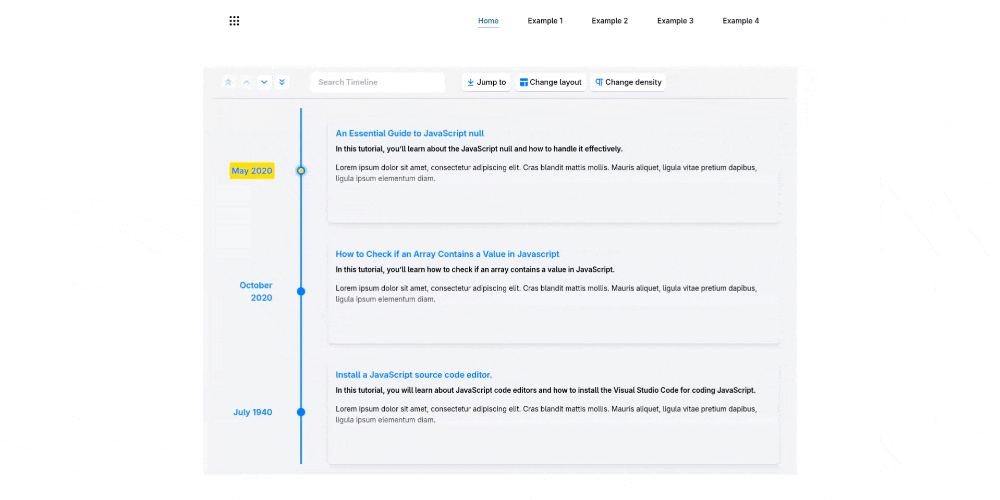 Home Example 1 Example 2 Example 3 Example 4
Search Timeline Jump to Change layout Change density
An Essential Guide to JavaScript null
In this tutorial, you'll learn about the JavaScript null and how to handle it effectively.
May 2020
Lorem ipsum dolor sit amet, consectetur adipiscing elit. Cras blandit mattis mollis. Mauris aliquet, ligula vitae pretium dapibus,
ligula ipsum elementum diam.
How to Check if an Array Contains a Value in Javascript
In this tutorial, you'll learn how to check if an array contains a value in JavaScript.
October
2020
Lorem ipsum dolor sit amet, consectetur adipiscing elit. Cras blandit mattis mollis. Mauris aliquet, ligula vitae pretium dapibus,
ligula ipsum elementum diam.
Install a JavaScript source code editor.
In this tutorial, you will learn about JavaScript code editors and how to install the Visual Studio Code for coding JavaScript.
July 1940
Lorem ipsum dolor sit amet, consectetur adipiscing elit. Cras blandit mattis mollis. Mauris aliquet, ligula vitae pretium dapibus,
ligula ipsum elementum diam.